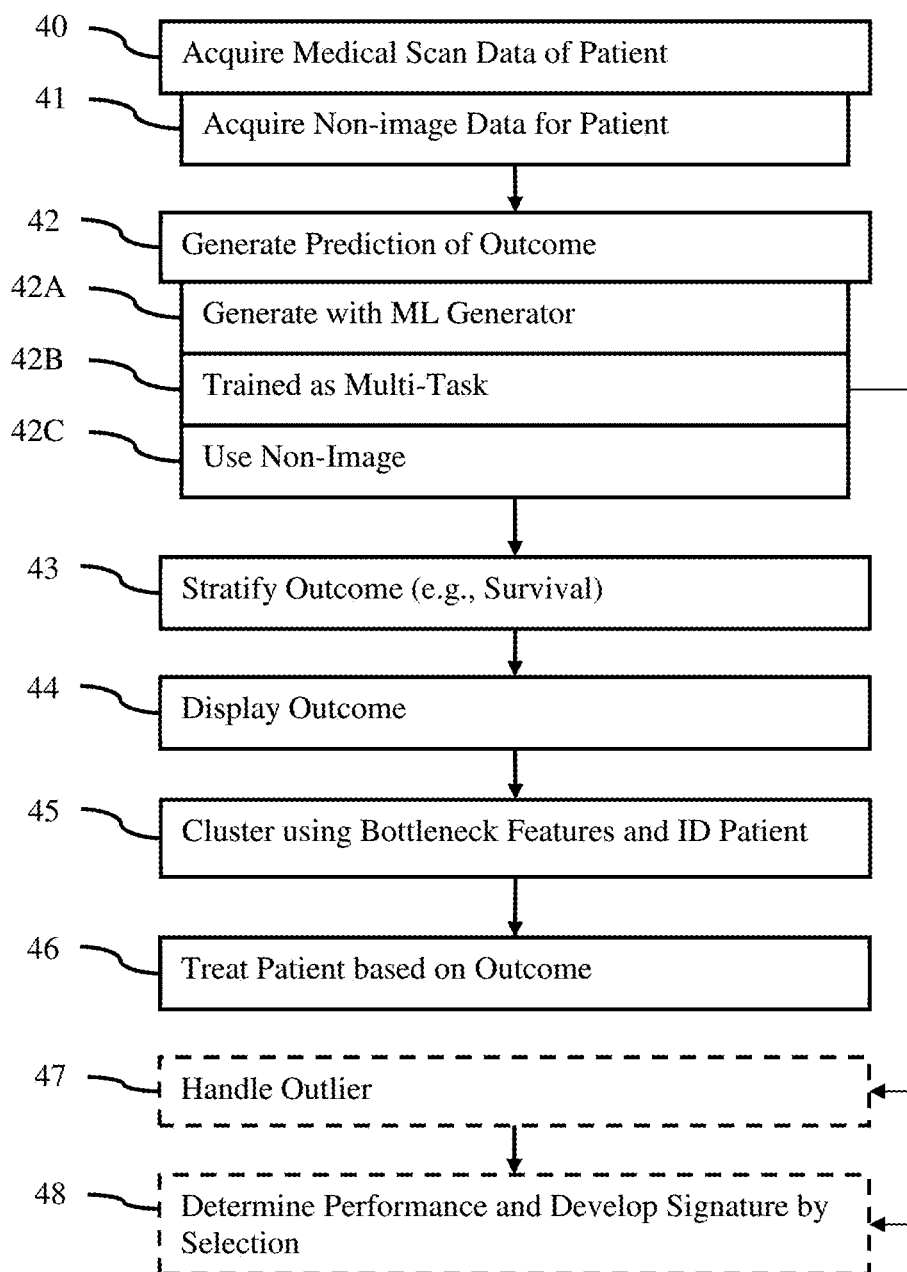 40
Acquire Medical Scan Data of Patient
41
Acquire Non-image Data for Patient
42
Generate Prediction of Outcome
42A
Generate with ML Generator
42B
Trained as Multi-Task
42C
Use Non-Image
43
Stratify Outcome (e.g., Survival)
44
Display Outcome
45
Cluster using Bottleneck Features and ID Patient
46
Treat Patient based on Outcome
47
Handle Outlier
48
Determine Performance and Develop Signature by
Selection